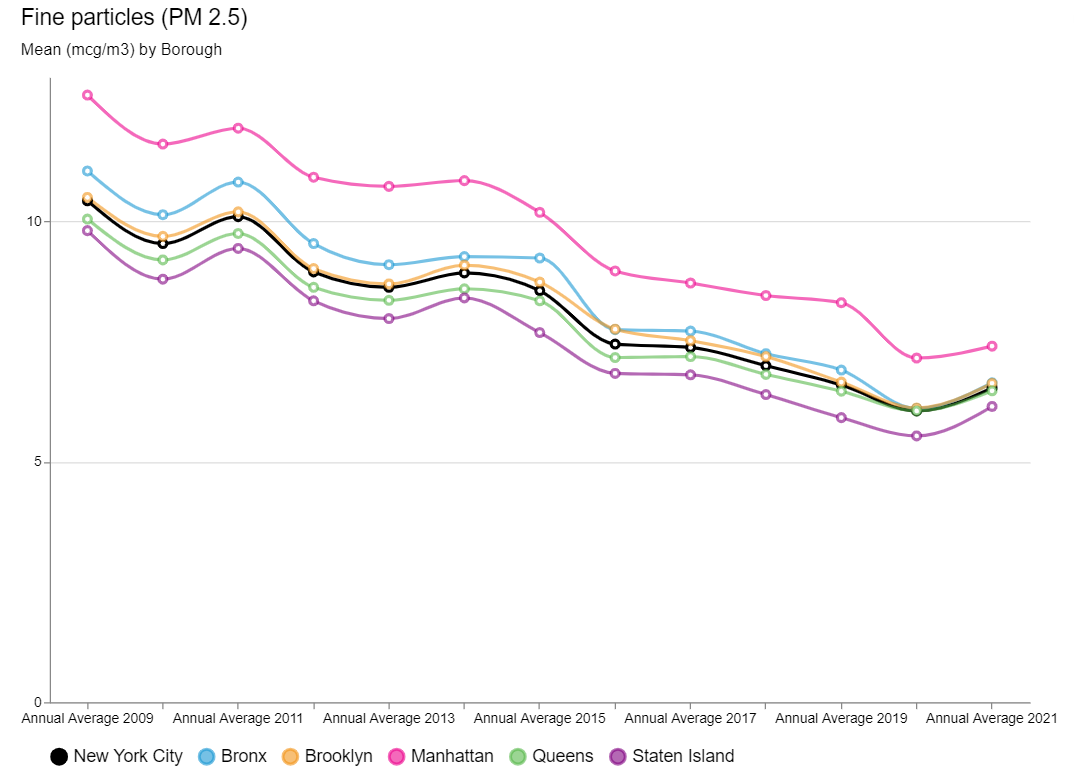 Fine particles (PM 2.5)
Mean (mcg/m3) by Borough
10
5
0
Annual Average 2009 Annual Average 2011 Annual Average 2013 Annual Average 2015 Annual Average 2017 Annual Average 2019 Annual Average 2021
New York City Bronx Brooklyn Manhattan Queens Staten Island